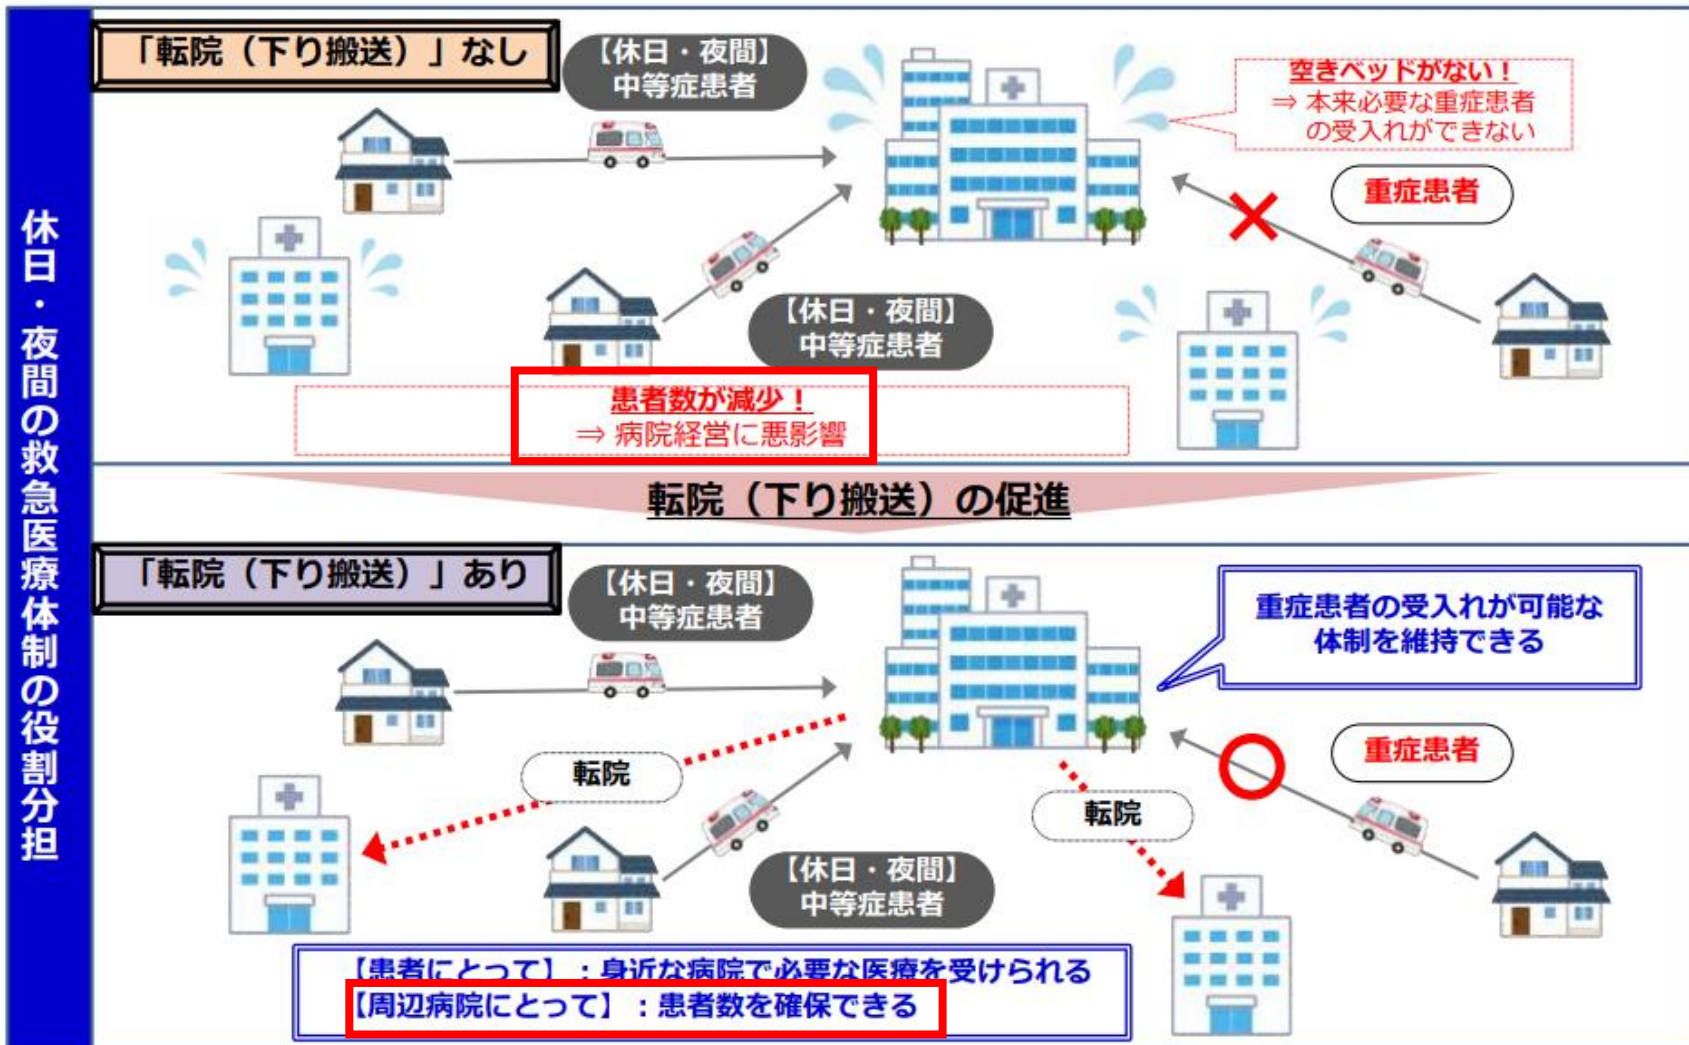 休日・夜間の救急医療体制の役割分担
「転院（下り搬送）」なし
【休日・夜間】
中等症患者
空きベッドがない！
⇒ 本来必要な重症患者
の受入れができない
重症患者
【休日・夜間】
中等症患者
患者数が減少！
⇒ 病院経営に悪影響
転院（下り搬送）の促進
「転院（下り搬送）」あり
【休日・夜間】
中等症患者
重症患者の受入れが可能な
体制を維持できる
重症患者
転院
転院
【休日・夜間】
中等症患者
【患者にとって】：身近な病院で必要な医療を受けられる
【周辺病院にとって】：患者数を確保できる